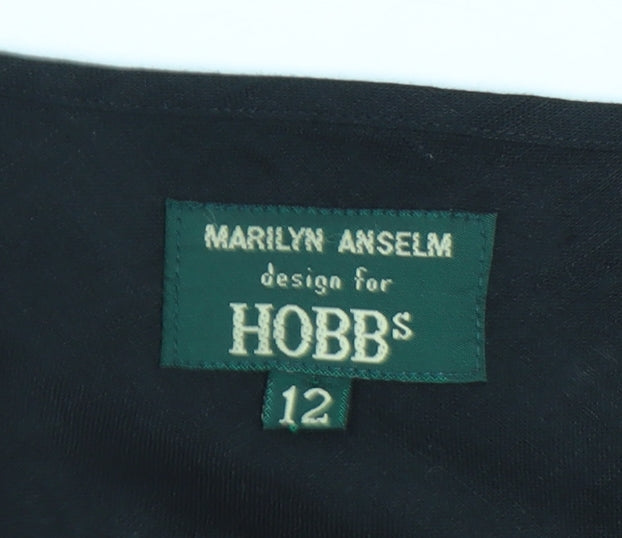 MARILYN ANSELM
design for
HOBBS
12